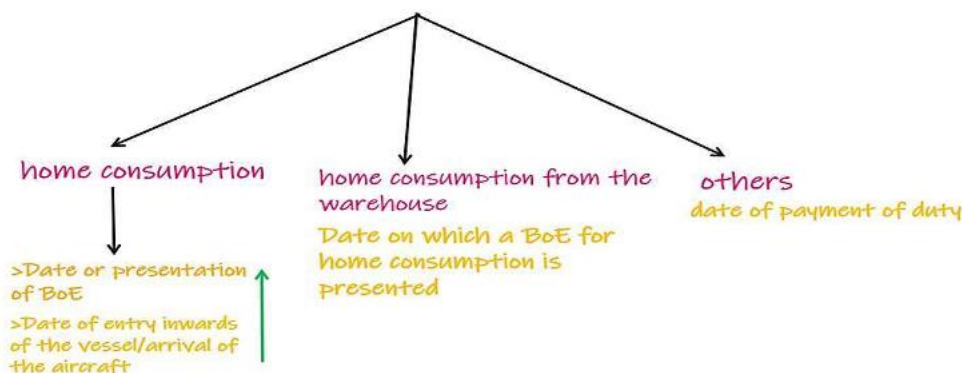 home consumption
>Date or presentation
of BoE
>Date of entry inwards
of the vessel/arrival of
the aircraft
home consumption from the
warehouse
Date on which a BoE for
home consumption is
presented
others
date of payment of duty